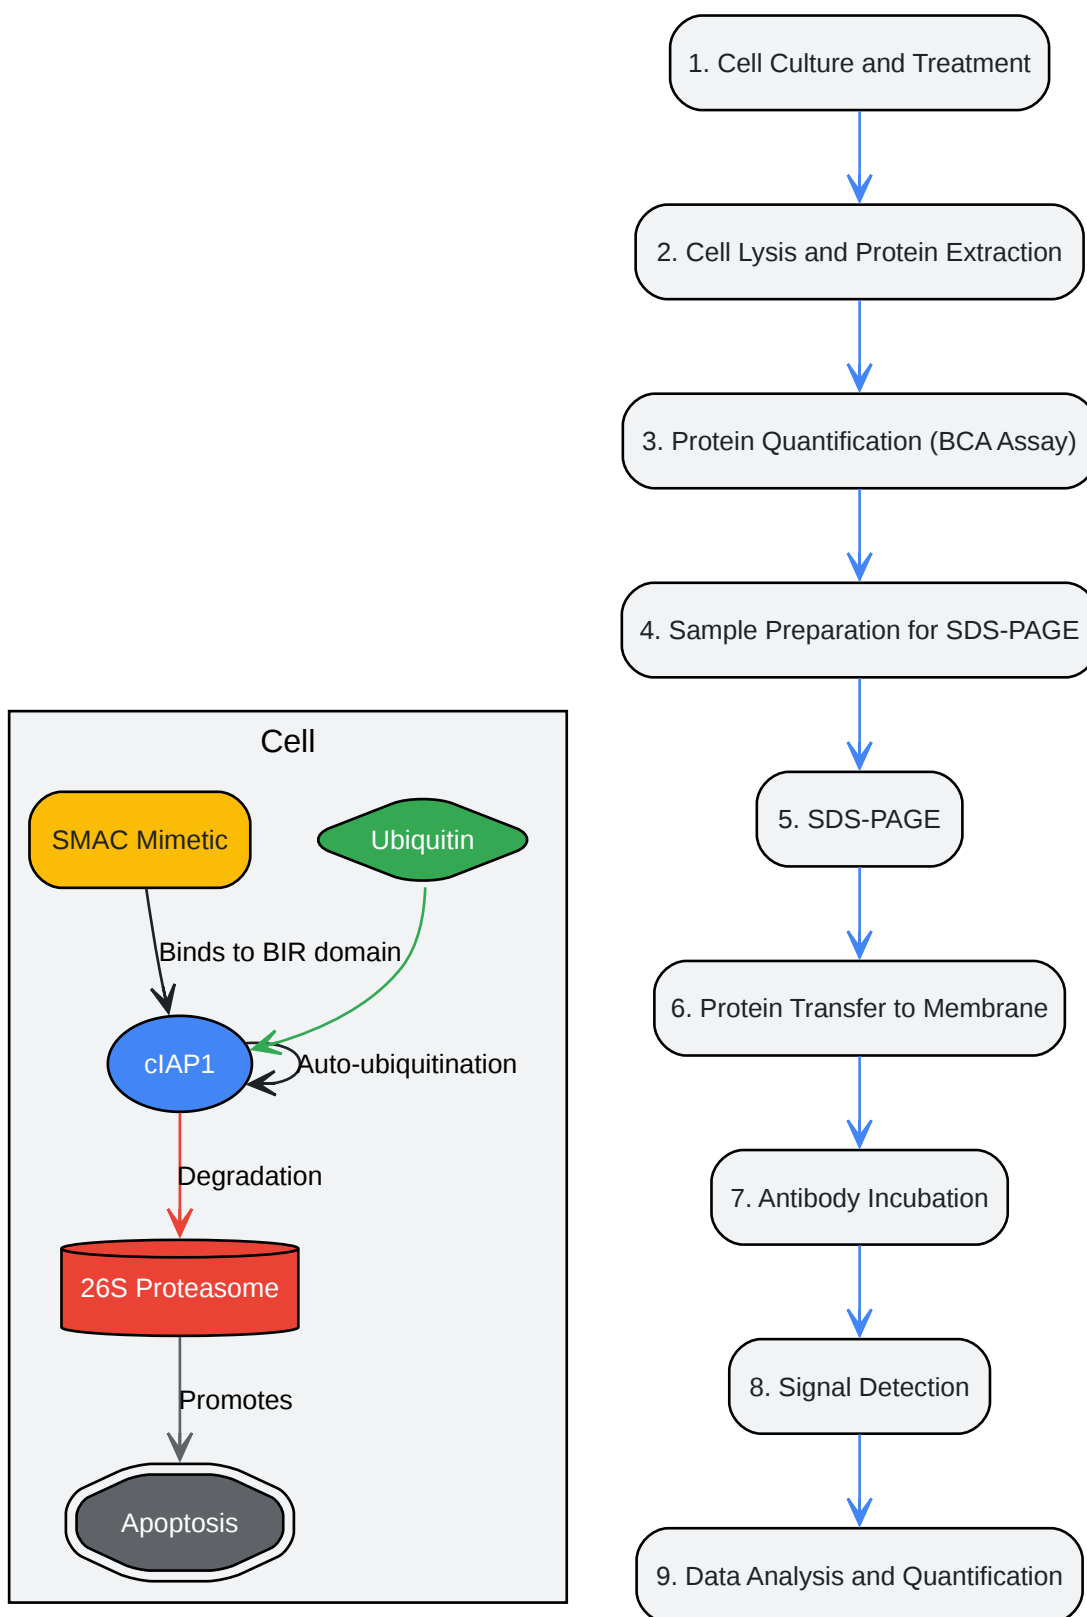 1. Cell Culture and Treatment
2. Cell Lysis and Protein Extraction
3. Protein Quantification (BCA Assay)
4. Sample Preparation for SDS-PAGE
5. SDS-PAGE
6. Protein Transfer to Membrane
7. Antibody Incubation
8. Signal Detection
9. Data Analysis and Quantification
Cell
SMAC Mimetic
Ubiquitin
Binds to BIR domain
cIAP1
Auto-ubiquitination
Degradation
26S Proteasome
Promotes
Apoptosis